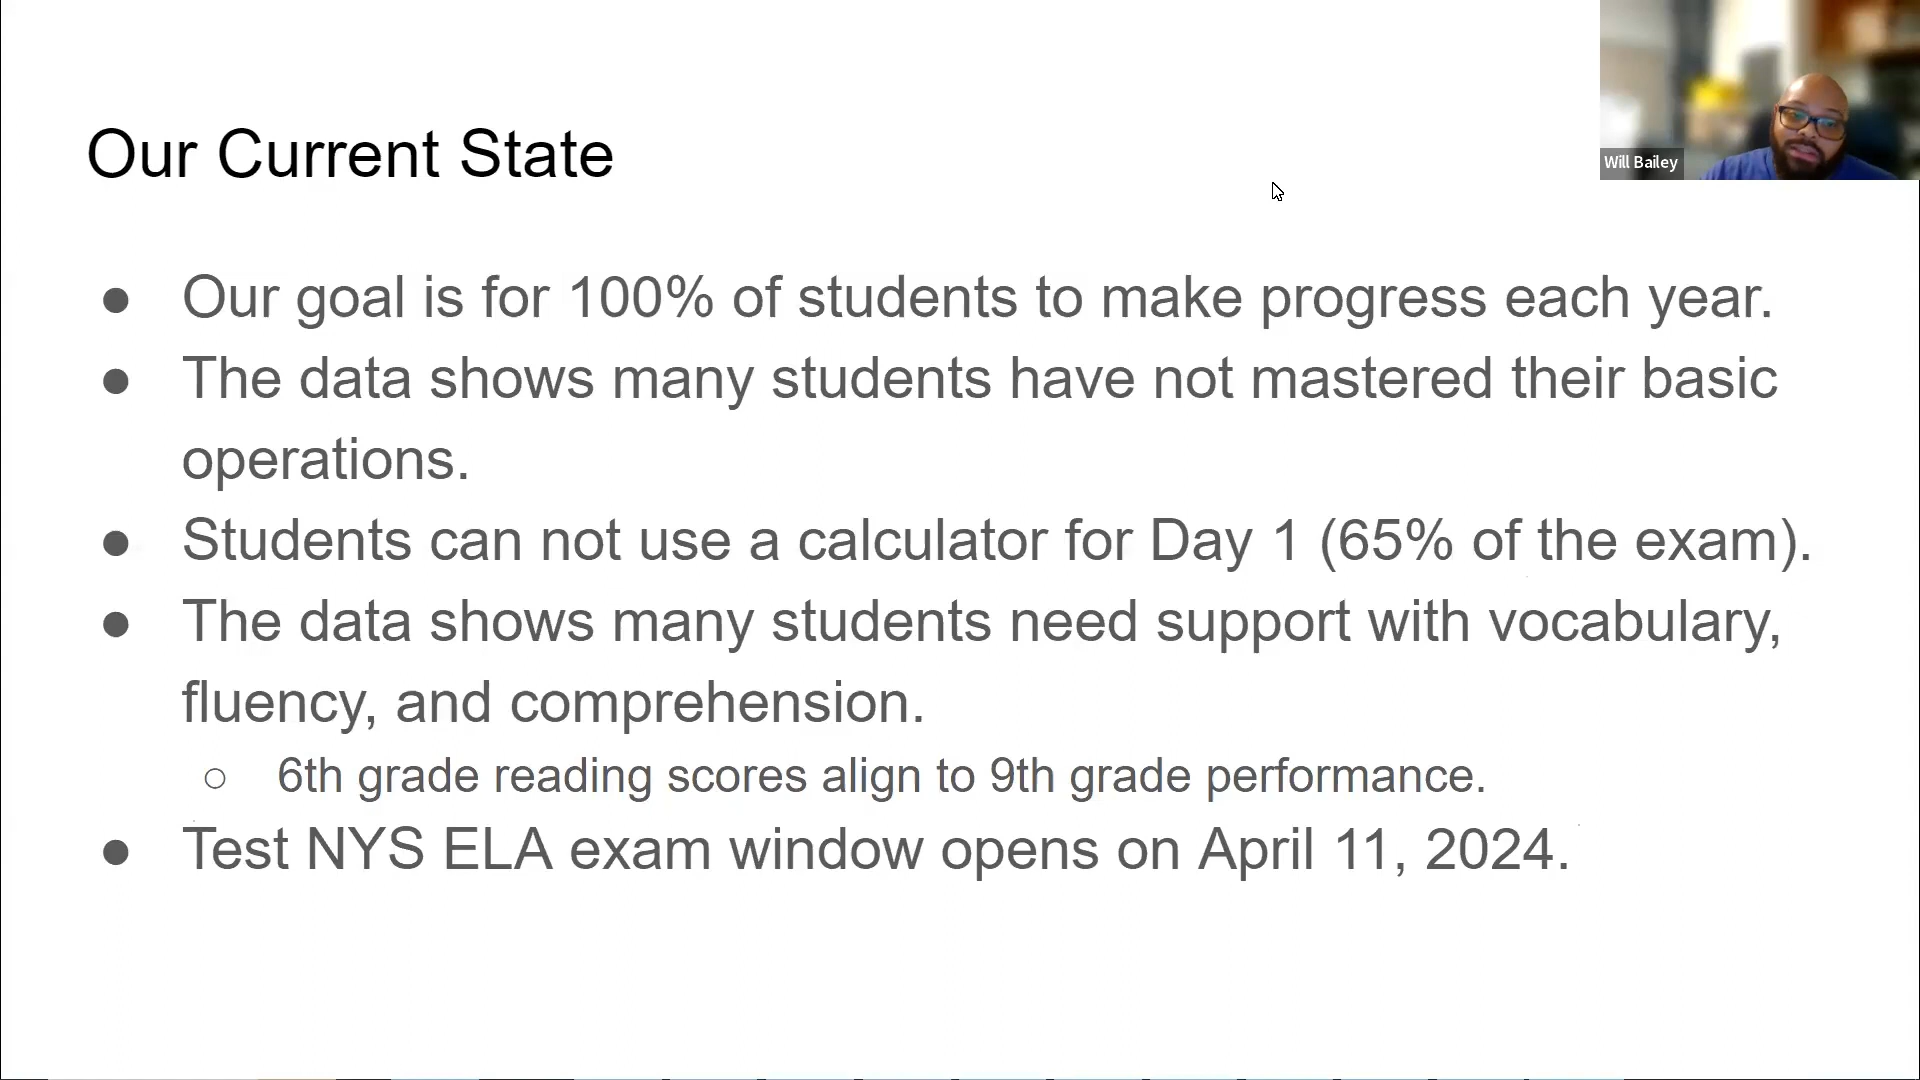 Will Bailey
Our Current State
● Our goal is for 100% of students to make progress each year.
● The data shows many students have not mastered their basic
operations.
● Students can not use a calculator for Day 1 (65% of the exam).
● The data shows many students need support with vocabulary,
fluency, and comprehension.
○ 6th grade reading scores align to 9th grade performance.
● Test NYS ELA exam window opens on April 11, 2024.